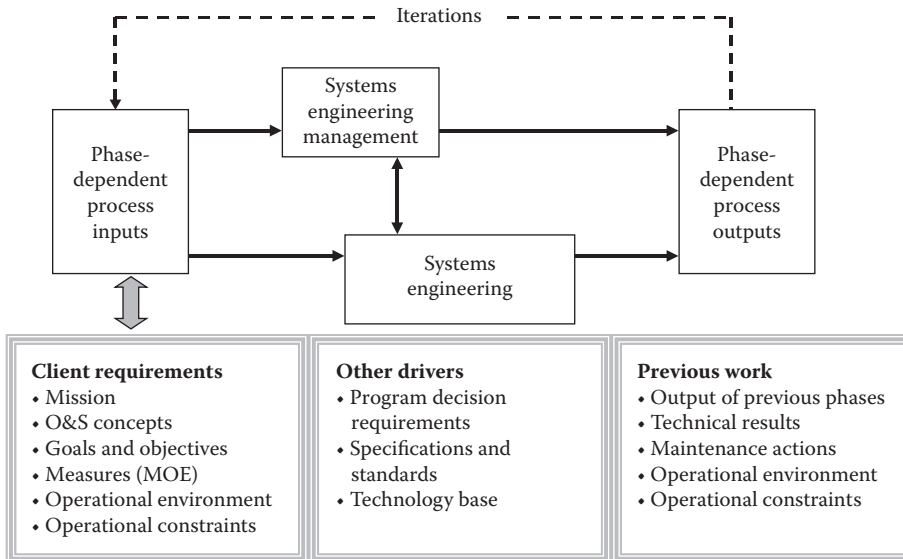 Iterations
Systems
engineering
management
Phase-
dependent
process
inputs
Phase-
dependent
process
outputs
Systems
engineering
Client requirements
• Mission
• O&S concepts
• Goals and objectives
• Measures (MOE)
• Operational environment
• Operational constraints
Other drivers
• Program decision
requirements
• Specifications and
standards
• Technology base
Previous work
• Output of previous phases
• Technical results
• Maintenance actions
• Operational environment
• Operational constraints